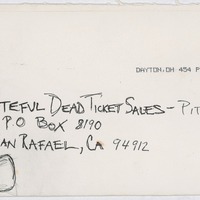 DAYTON, OH 454 P
TEFUL DEAD TICKET SALES - PIT
P.O BOX 8190
AN RAFAEL, CA 94912